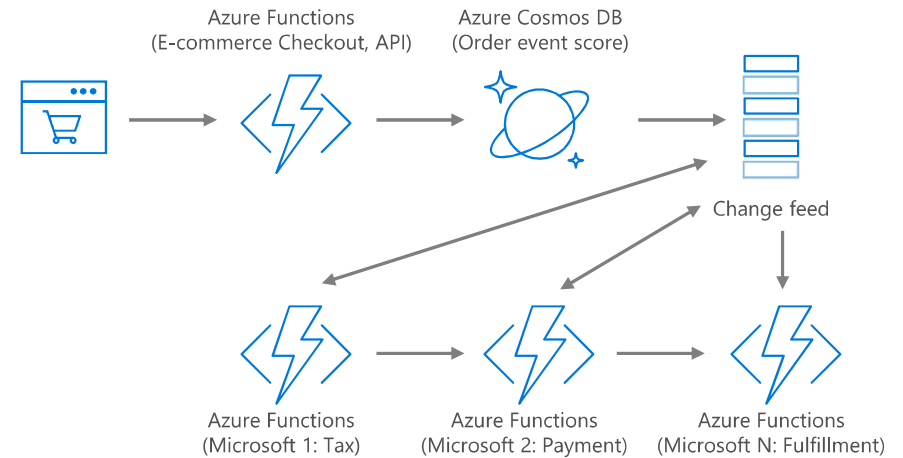 Azure Functions
(E-commerce Checkout, API)
Azure Cosmos DB
(Order event score)
Change feed
Azure Functions
(Microsoft 1: Tax)
Azure Functions
(Microsoft 2: Payment)
Azure Functions
(Microsoft N: Fulfillment)